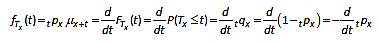 f_{T_x}(t) = {}_t p_x μ_{x+t} = d/dt F_{T_x}(t) = d/dt P(T_x ≤ t) = d/dt {}_t q_x = d/dt (1 − {}_t p_x) = − d/dt {}_t p_x